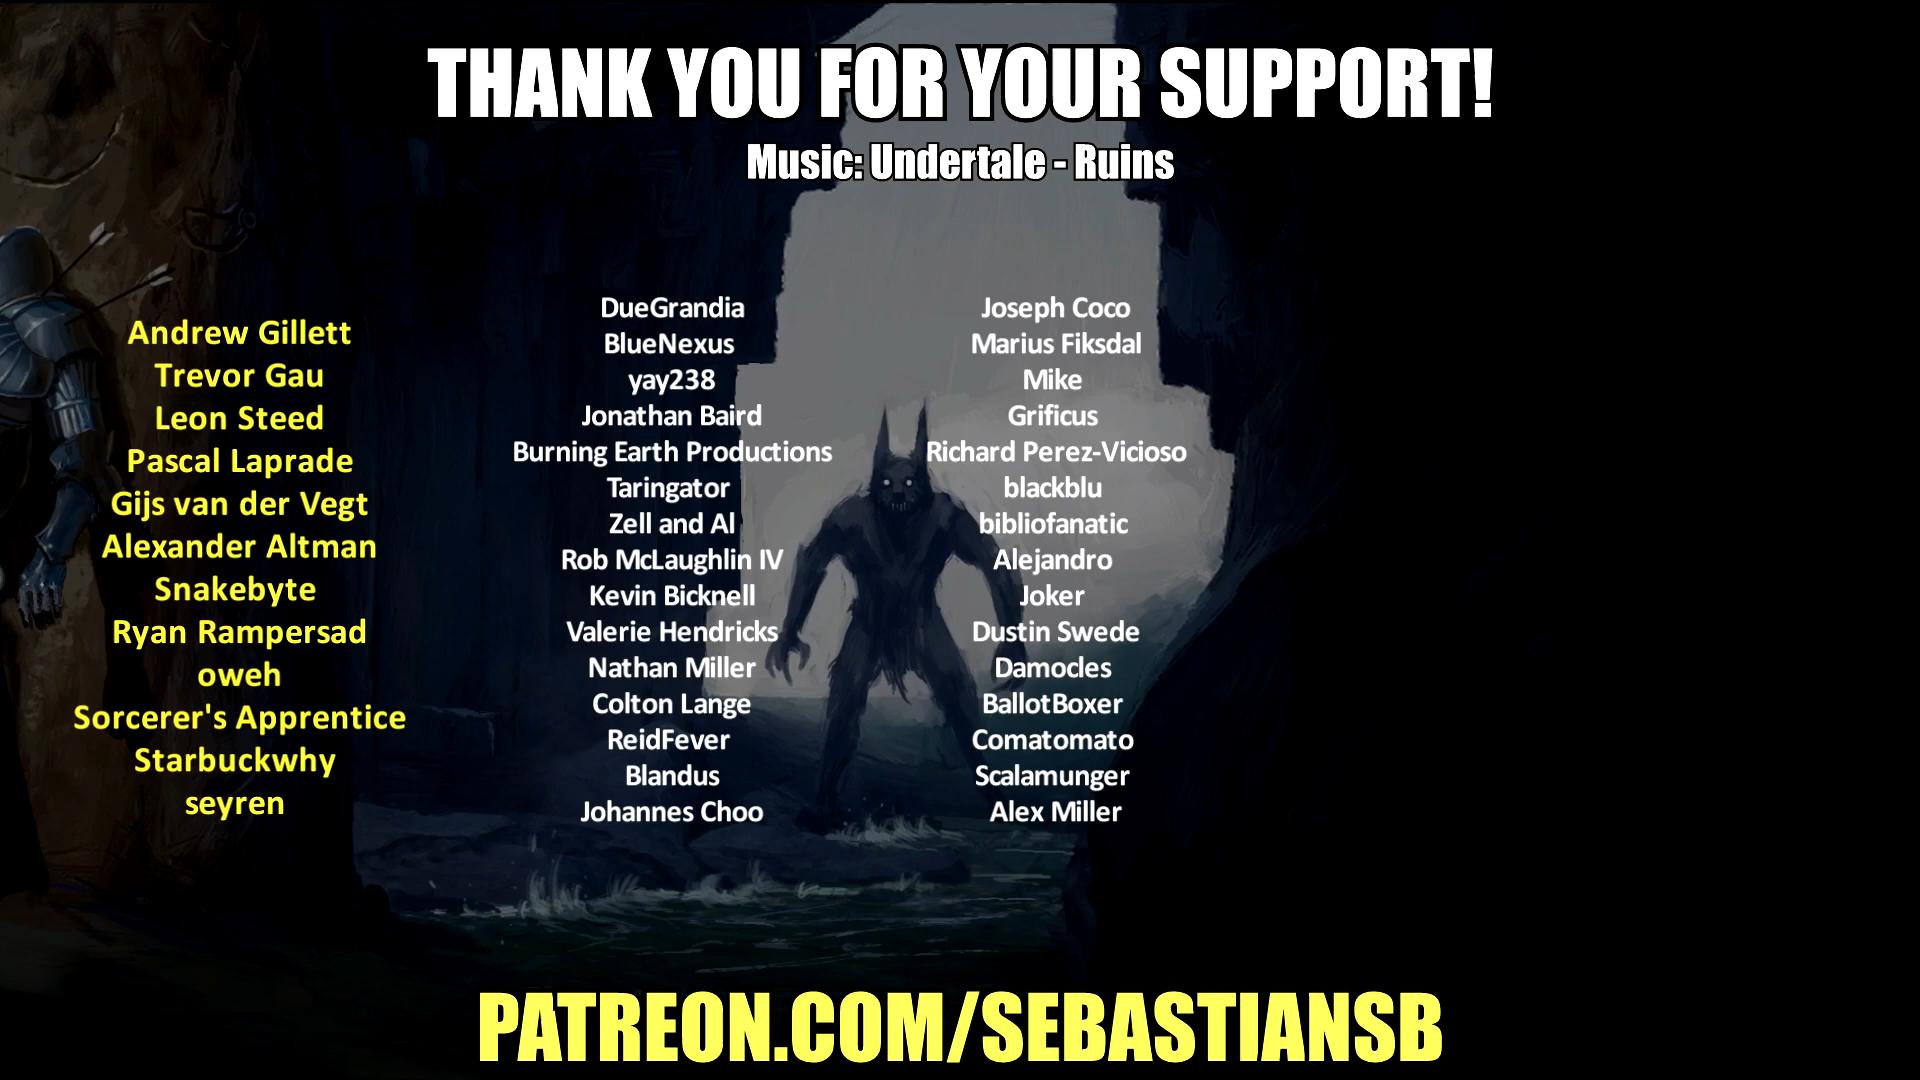 THANK YOU FOR YOUR SUPPORT!
Music: Undertale - Ruins
Andrew Gillett
Trevor Gau
Leon Steed
Pascal Laprade
Gijs van der Vegt
Alexander Altman
Snakebyte
Ryan Rampersad
oweh
Sorcerer's Apprentice
Starbuckwhy
seyren
DueGrandia
BlueNexus
yay238
Jonathan Baird
Burning Earth Productions
Taringator
Zell and Al
Rob McLaughlin IV
Kevin Bicknell
Valerie Hendricks
Nathan Miller
Colton Lange
ReidFever
Blandus
Johannes Choo
Joseph Coco
Marius Fiksdal
Mike
Grificus
Richard Perez-Vicioso
blackblu
bibliofanatic
Alejandro
Joker
Dustin Swede
Damocles
BallotBoxer
Comatomato
Scalamunger
Alex Miller
PATREON.COM/SEBASTIANSB